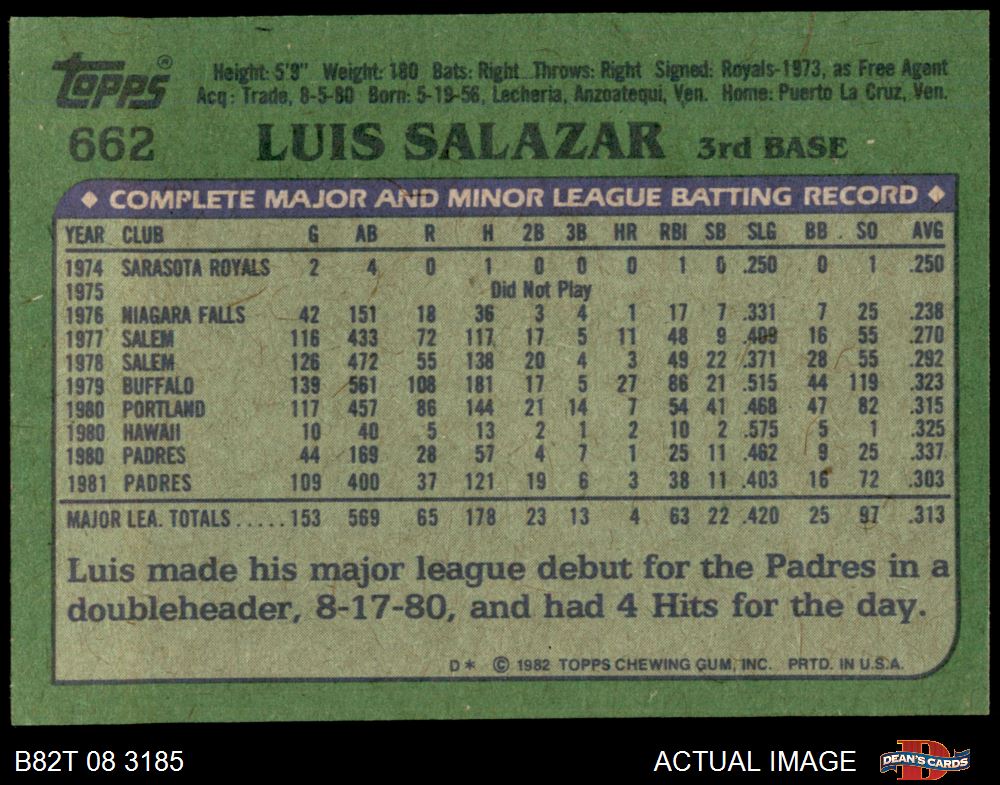 TOPPS®
Height: 5'9" Weight: 180 Bats: Right Throws: Right Signed: Royals-1973, as Free Agent
Acq: Trade, 8-5-80 Born: 5-19-56, Lecheria, Anzoatequi, Ven. Home: Puerto La Cruz, Ven.
662 LUIS SALAZAR 3rd BASE
◆ COMPLETE MAJOR AND MINOR LEAGUE BATTING RECORD ◆
YEAR CLUB G AB R H 2B 3B HR RBI SB SLG BB SO AVG
1974 SARASOTA ROYALS 2 4 0 1 0 0 0 1 0 .250 0 1 .250
1975 Did Not Play
1976 NIAGARA FALLS 42 151 18 36 3 4 1 17 7 .331 7 25 .238
1977 SALEM 116 433 72 117 17 5 11 48 9 .409 16 55 .270
1978 SALEM 126 472 55 138 20 4 3 49 22 .371 28 55 .292
1979 BUFFALO 139 561 108 181 17 5 27 86 21 .515 44 119 .323
1980 PORTLAND 117 457 86 144 21 14 7 54 41 .468 47 82 .315
1980 HAWAII 10 40 5 13 2 1 2 10 2 .575 5 1 .325
1980 PADRES 44 169 28 57 4 7 1 25 11 .462 9 25 .337
1981 PADRES 109 400 37 121 19 6 3 38 11 .403 16 72 .303
MAJOR LEA. TOTALS ..... 153 569 65 178 23 13 4 63 22 .420 25 97 .313
Luis made his major league debut for the Padres in a
doubleheader, 8-17-80, and had 4 Hits for the day.
D* © 1982 TOPPS CHEWING GUM, INC. PRTD. IN U.S.A.
B82T 08 3185 ACTUAL IMAGE DEAN'S CARDS